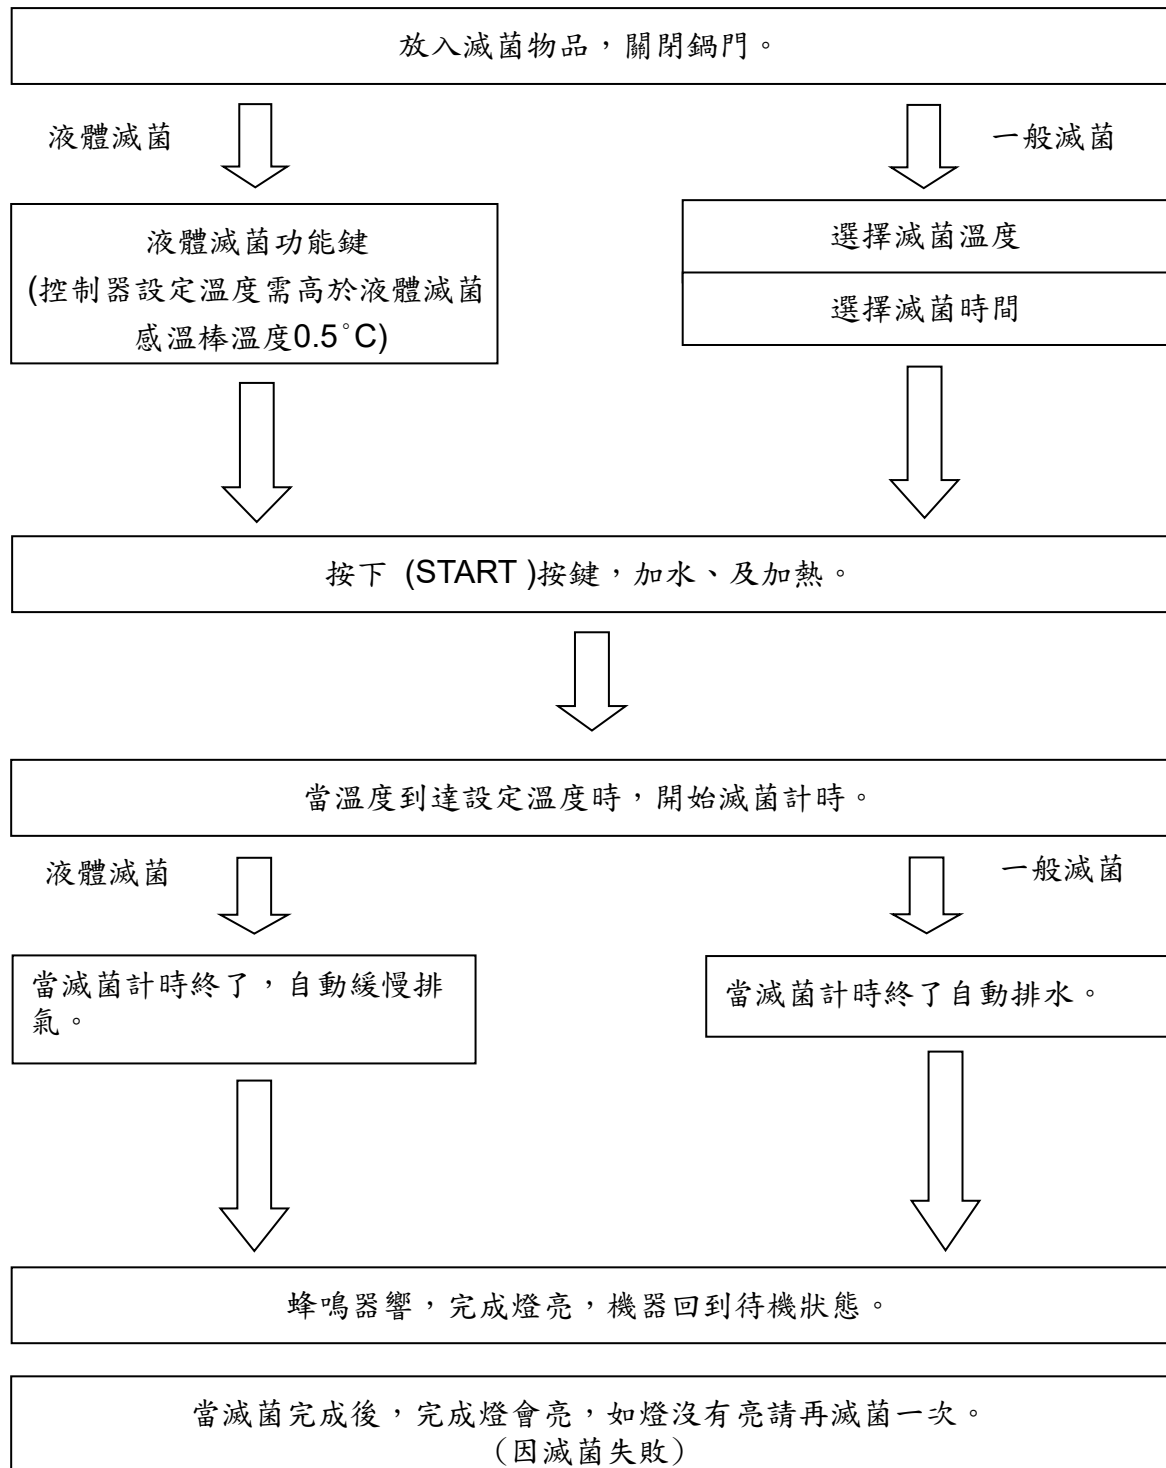 放入滅菌物品，關閉鍋門。
液體滅菌
一般滅菌
液體滅菌功能鍵
(控制器設定溫度需高於液體滅菌
感溫棒溫度0.5°C)
選擇滅菌溫度
選擇滅菌時間
按下 (START )按鍵，加水、及加熱。
當溫度到達設定溫度時，開始滅菌計時。
液體滅菌
一般滅菌
當滅菌計時終了，自動緩慢排
氣。
當滅菌計時終了自動排水。
蜂鳴器響，完成燈亮，機器回到待機狀態。
當滅菌完成後，完成燈會亮，如燈沒有亮請再滅菌一次。
（因滅菌失敗）